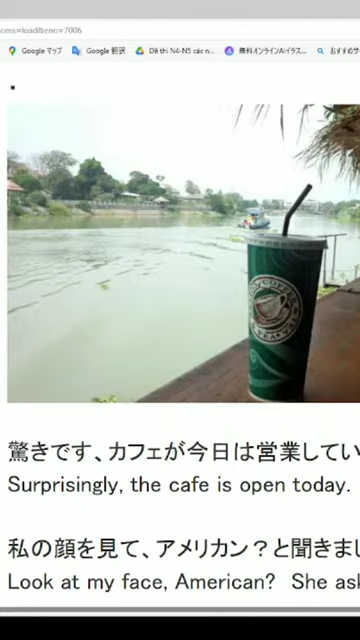 cess=load&eno=7006
Google マップ Google 翻訳 Đề thi N4-N5 các n... 無料オンラインAIイラス... おすすめサ
驚きです、カフェが今日は営業してい
Surprisingly, the cafe is open today.
私の顔を見て、アメリカン？と聞きまし
Look at my face, American? She ask